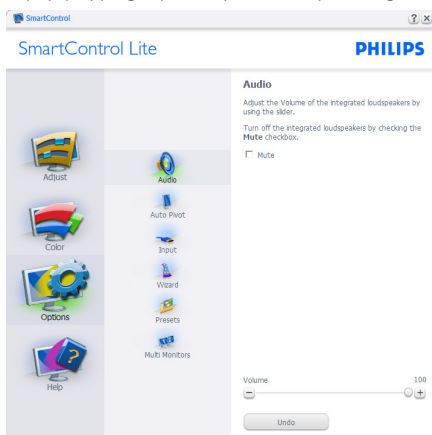 SmartControl
SmartControl Lite
PHILIPS
Adjust
Color
Options
Help
Audio
Auto Pivot
Input
Wizard
Presets
Multi Monitors
Audio
Adjust the Volume of the integrated loudspeakers by
using the slider.
Turn off the integrated loudspeakers by checking the
Mute checkbox.
Mute
Volume 100
Undo